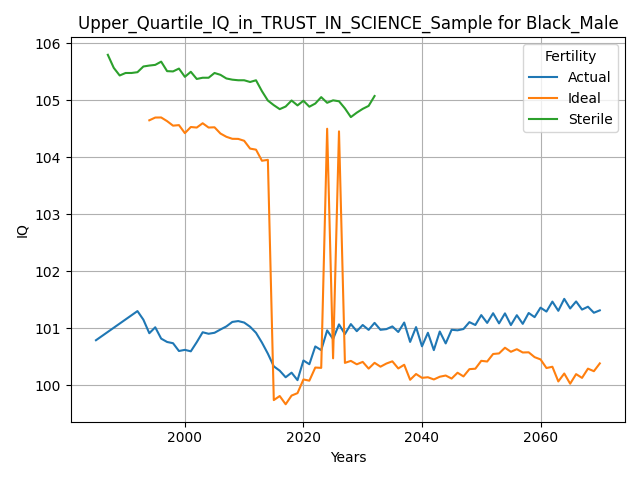 Upper_Quartile_IQ_in_TRUST_IN_SCIENCE_Sample for Black_Male
Fertility
Actual
Ideal
Sterile
106
105
104
103
102
101
100
IQ
2000
2020
2040
2060
Years